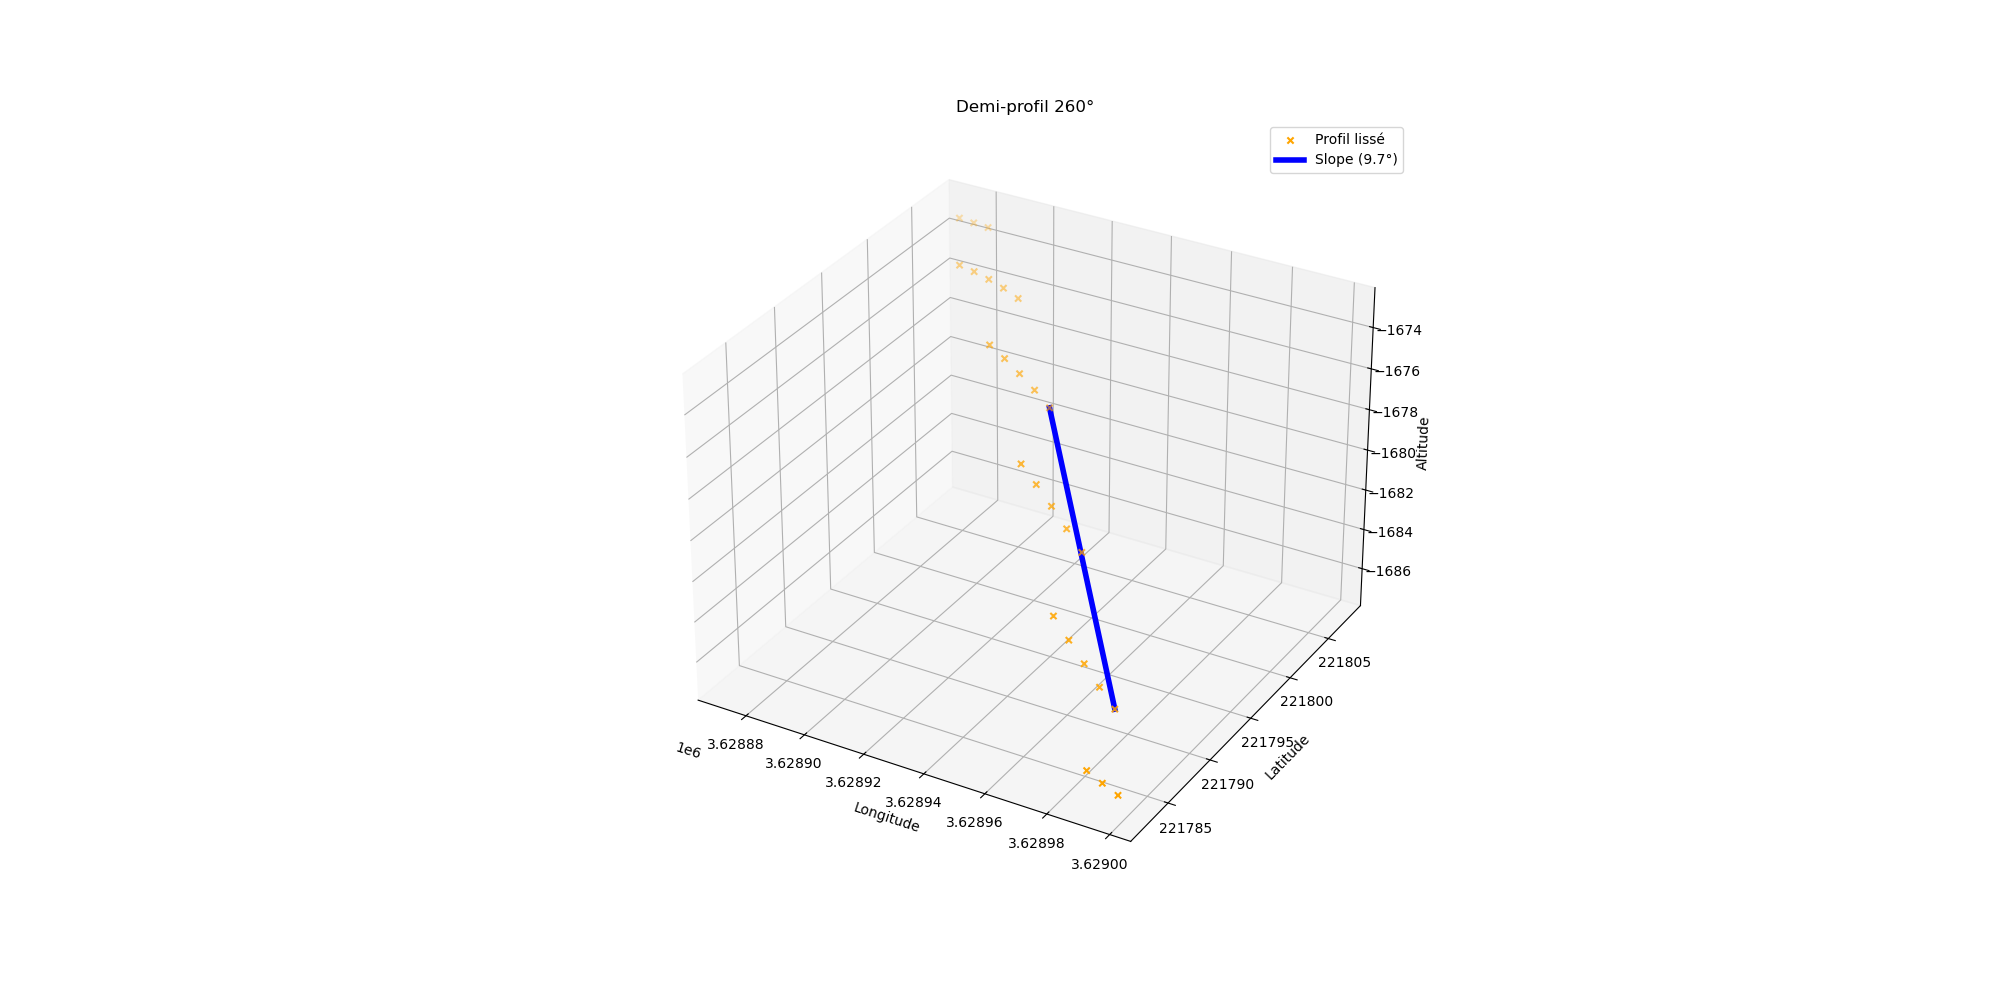 Demi-profil 260°
Profil lissé
Slope (9.7°)
−1674
−1676
−1678
−1680
−1682
−1684
−1686
Altitude
221805
221800
221795
221790
221785
Latitude
1e6
3.62888
3.62890
3.62892
3.62894
3.62896
3.62898
3.62900
Longitude